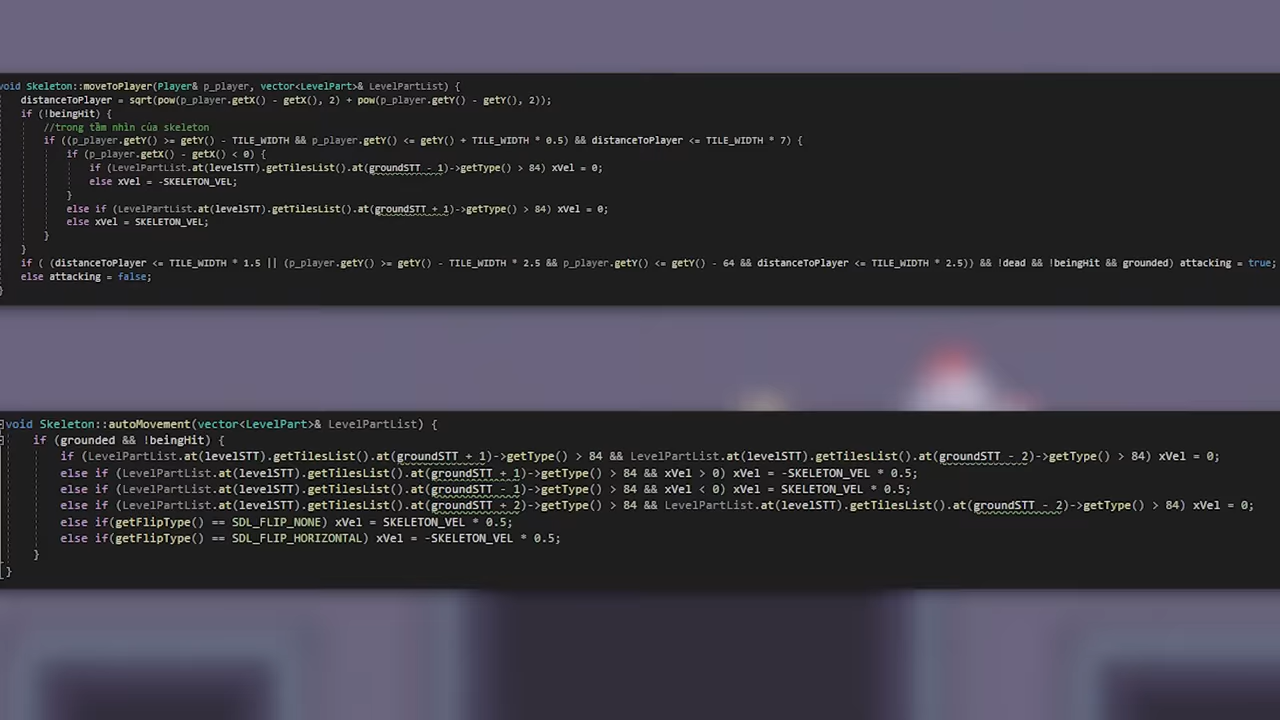 void Skeleton::moveToPlayer(Player& p_player, vector<LevelPart>& LevelPartList) {
distanceToPlayer = sqrt(pow(p_player.getX() - getX(), 2) + pow(p_player.getY() - getY(), 2));
if (!beingHit) {
//trong tầm nhìn của skeleton
if ((p_player.getY() >= getY() - TILE_WIDTH && p_player.getY() <= getY() + TILE_WIDTH * 0.5) && distanceToPlayer <= TILE_WIDTH * 7) {
if (p_player.getX() - getX() < 0) {
if (LevelPartList.at(levelSTT).getTilesList().at(groundSTT - 1)->getType() > 84) xVel = 0;
else xVel = -SKELETON_VEL;
}
else if (LevelPartList.at(levelSTT).getTilesList().at(groundSTT + 1)->getType() > 84) xVel = 0;
else xVel = SKELETON_VEL;
}
}
if ( (distanceToPlayer <= TILE_WIDTH * 1.5 || (p_player.getY() >= getY() - TILE_WIDTH * 2.5 && p_player.getY() <= getY() - 64 && distanceToPlayer <= TILE_WIDTH * 2.5)) && !dead && !beingHit && grounded) attacking = true;
else attacking = false;
}
void Skeleton::autoMovement(vector<LevelPart>& LevelPartList) {
if (grounded && !beingHit) {
if (LevelPartList.at(levelSTT).getTilesList().at(groundSTT + 1)->getType() > 84 && LevelPartList.at(levelSTT).getTilesList().at(groundSTT - 2)->getType() > 84) xVel = 0;
else if (LevelPartList.at(levelSTT).getTilesList().at(groundSTT + 1)->getType() > 84 && xVel > 0) xVel = -SKELETON_VEL * 0.5;
else if (LevelPartList.at(levelSTT).getTilesList().at(groundSTT - 1)->getType() > 84 && xVel < 0) xVel = SKELETON_VEL * 0.5;
else if (LevelPartList.at(levelSTT).getTilesList().at(groundSTT + 2)->getType() > 84 && LevelPartList.at(levelSTT).getTilesList().at(groundSTT - 2)->getType() > 84) xVel = 0;
else if(getFlipType() == SDL_FLIP_NONE) xVel = SKELETON_VEL * 0.5;
else if(getFlipType() == SDL_FLIP_HORIZONTAL) xVel = -SKELETON_VEL * 0.5;
}
}